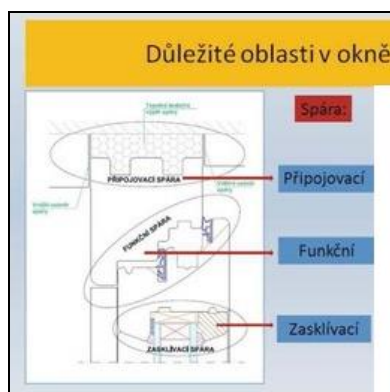 Důležité oblasti v okně
Spára:
PŘIPOJOVACÍ SPÁRA
Připojovací
FUNKČNÍ SPÁRA
Funkční
Zasklívací
ZASKLÍVACÍ SPÁRA